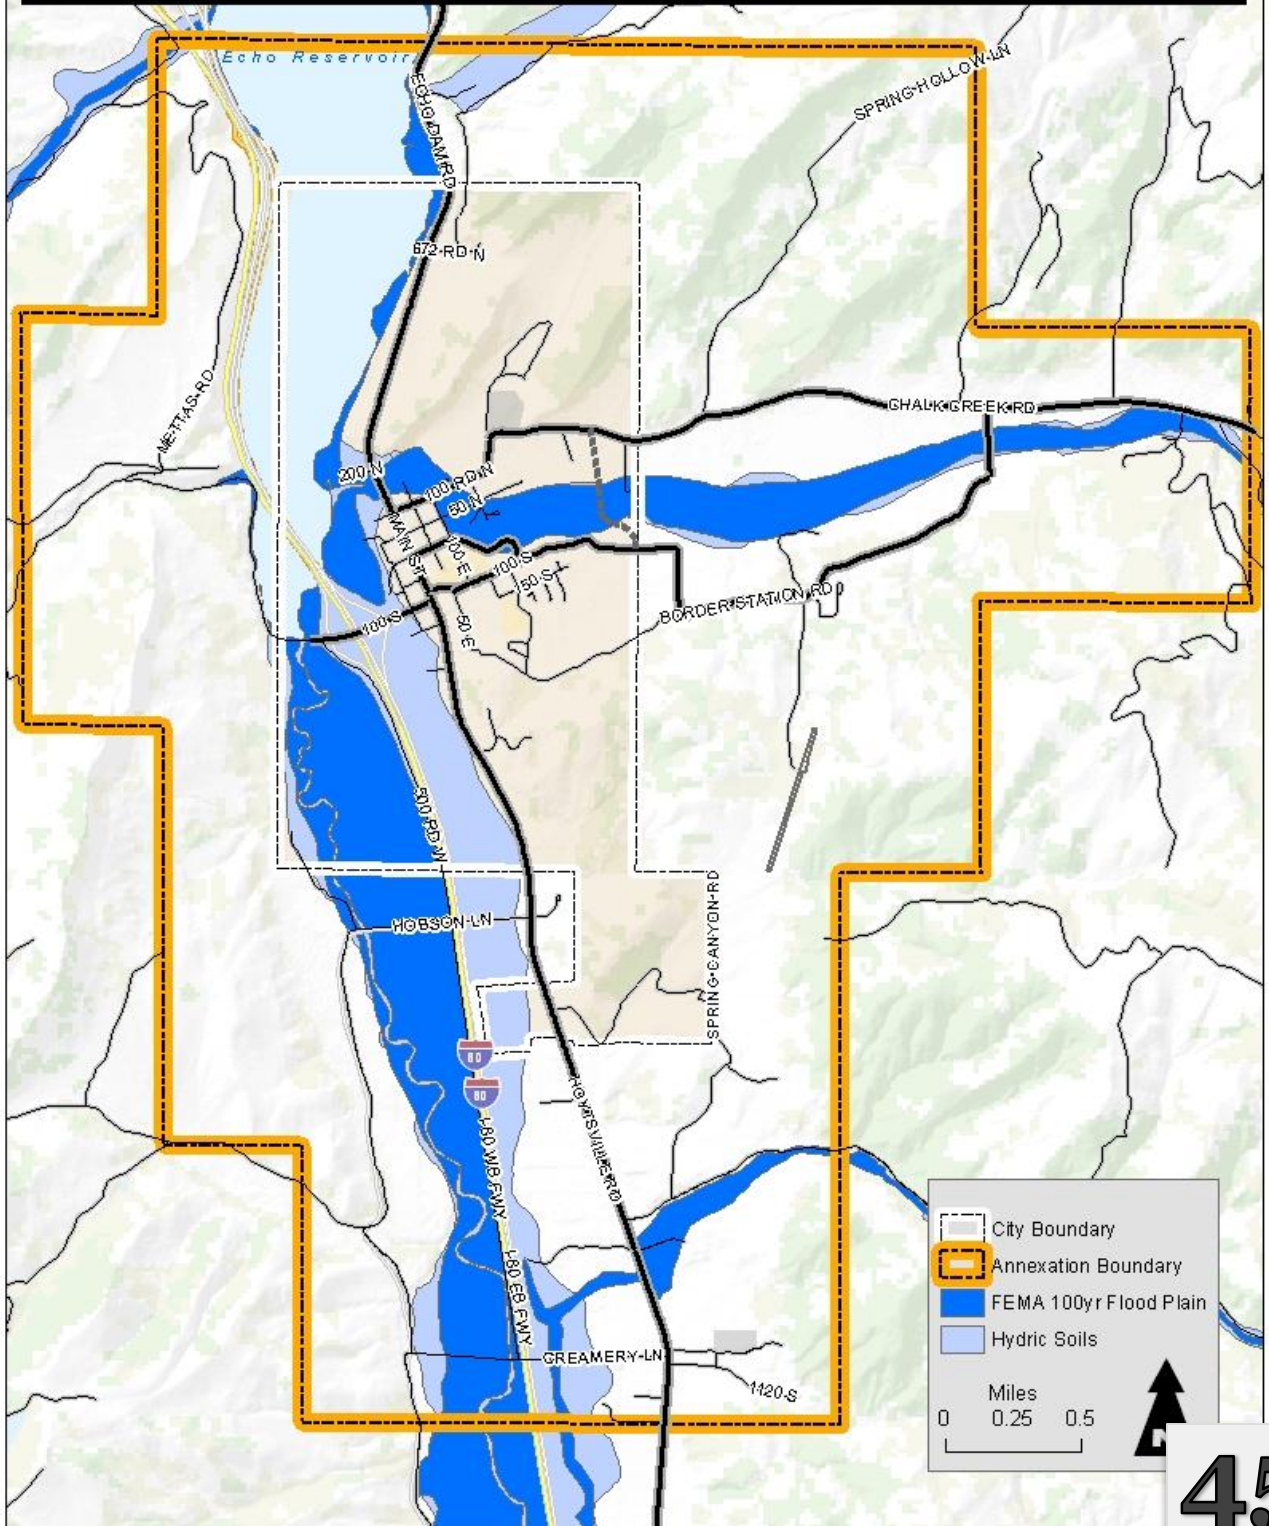 Echo Reservoir
ECHO DAM RD
SPRING HOLLOW LN
672 RD N
METTAS RD
CHALK CREEK RD
200 N
100 RD N
50 N
MAIN ST
100 E
100 S
50 S
BORDER STATION RD
100 S
50 E
500 RD W
HOBSON LN
SPRING CANYON RD
80
80
HOYTSVILLE RD
I-80 WB FWY
I-80 EB FWY
CREAMERY LN
1120 S
City Boundary
Annexation Boundary
FEMA 100yr Flood Plain
Hydric Soils
Miles
0 0.25 0.5